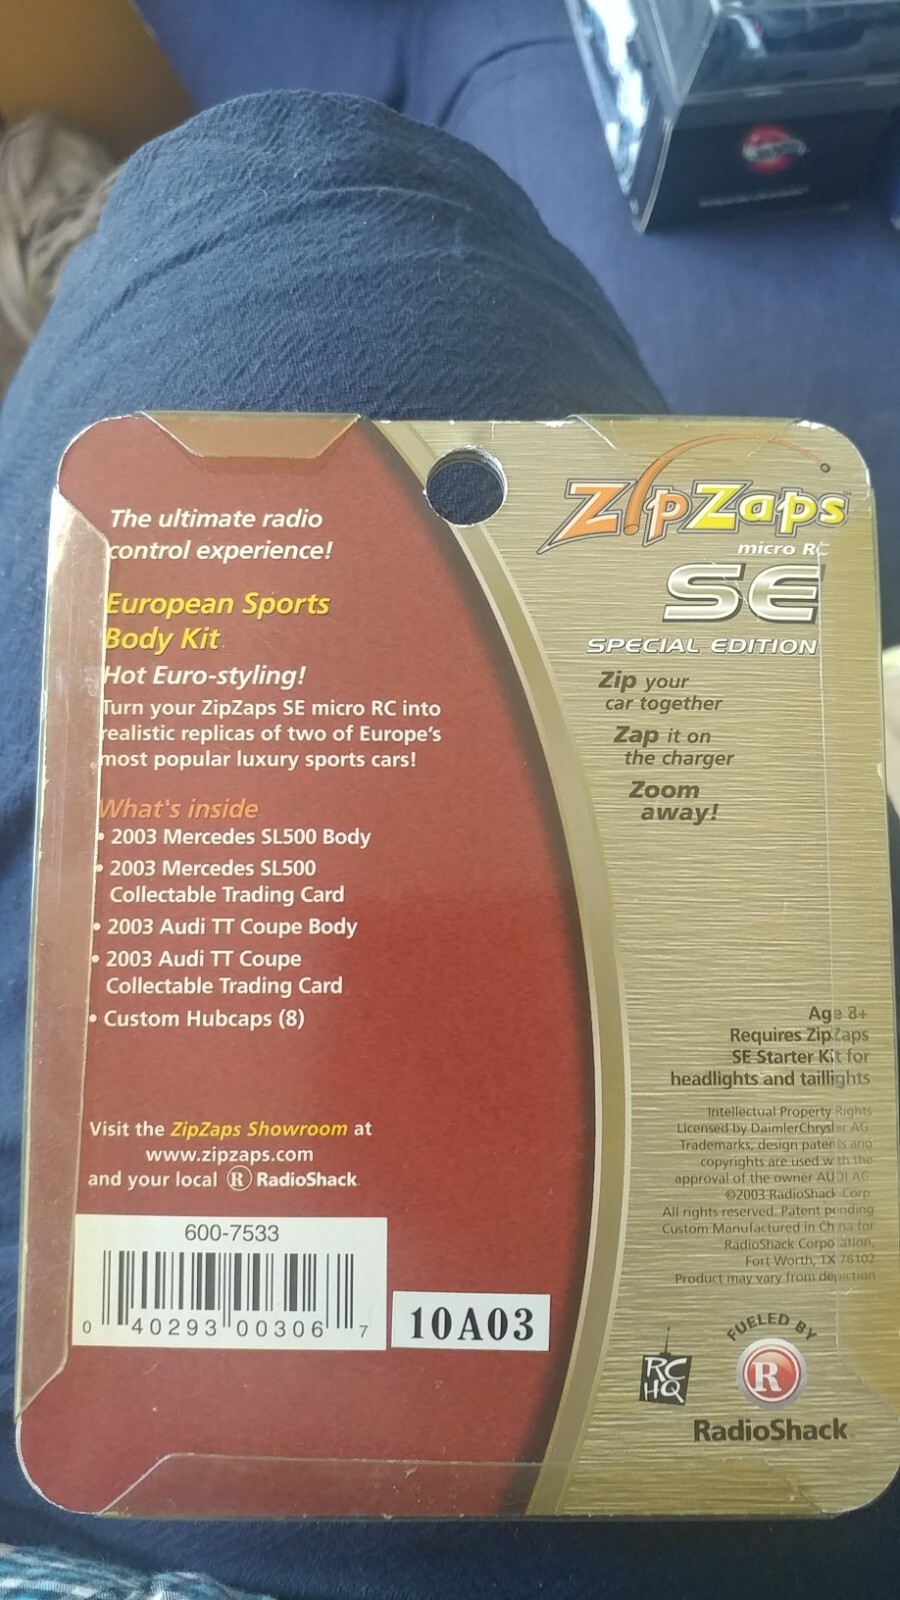 The ultimate radio
control experience!
European Sports
Body Kit
Hot Euro-styling!
Turn your ZipZaps SE micro RC into
realistic replicas of two of Europe's
most popular luxury sports cars!
What's inside
• 2003 Mercedes SL500 Body
• 2003 Mercedes SL500
Collectable Trading Card
• 2003 Audi TT Coupe Body
• 2003 Audi TT Coupe
Collectable Trading Card
• Custom Hubcaps (8)
Visit the ZipZaps Showroom at
www.zipzaps.com
and your local R RadioShack
600-7533
0 40293 00306 7
10A03
ZipZaps™
micro RC
SE
SPECIAL EDITION
Zip your
car together
Zap it on
the charger
Zoom
away!
Age 8+
Requires ZipZaps
SE Starter Kit for
headlights and taillights
Intellectual Property Rights
Licensed by DaimlerChrysler AG.
Trademarks, design patents and
copyrights are used with the
approval of the owner AUDI AG.
©2003 RadioShack Corp.
All rights reserved. Patent pending
Custom Manufactured in China for
RadioShack Corporation,
Fort Worth, TX 76102
Product may vary from depiction
RC
HQ
FUELED BY
R
RadioShack